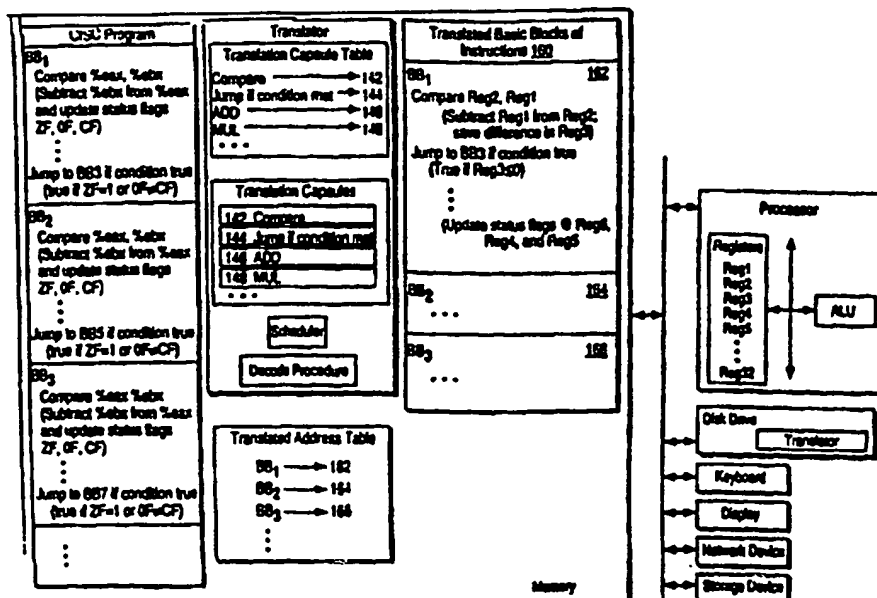 CISC Program
BB1
Compare %eax, %ebx
(Subtract %ebx from %eax
and update status flags
ZF, 0F, CF)
Jump to BB3 if condition true
(true if ZF=1 or 0F≠CF)
BB2
Compare %eax, %ebx
(Subtract %ebx from %eax
and update status flags
ZF, 0F, CF)
Jump to BB5 if condition true
(true if ZF=1 or 0F≠CF)
BB3
Compare %eax %ebx
(Subtract %ebx from %eax
and update status flags
ZF, 0F, CF)
Jump to BB7 if condition true
(true if ZF=1 or 0F≠CF)
Translator
Translation Capsule Table
Compare → 142
Jump if condition met → 144
ADD → 146
MUL → 148
Translation Capsules
142 Compare
144 Jump if condition met
146 ADD
148 MUL
Scheduler
Decode Procedure
Translated Address Table
BB1 → 162
BB2 → 164
BB3 → 166
Translated Basic Blocks of
Instructions 160
BB1 162
Compare Reg2, Reg1
(Subtract Reg1 from Reg2;
save difference in Reg3)
Jump to BB3 if condition true
(True if Reg3≤0)
(Update status flags @
Reg4, and Reg5
BB2 164
BB3 166
Memory
Processor
Registers
Reg1
Reg2
Reg3
Reg4
Reg5
Reg32
ALU
Disk Drive
Translator
Keyboard
Display
Network Device
Storage Device